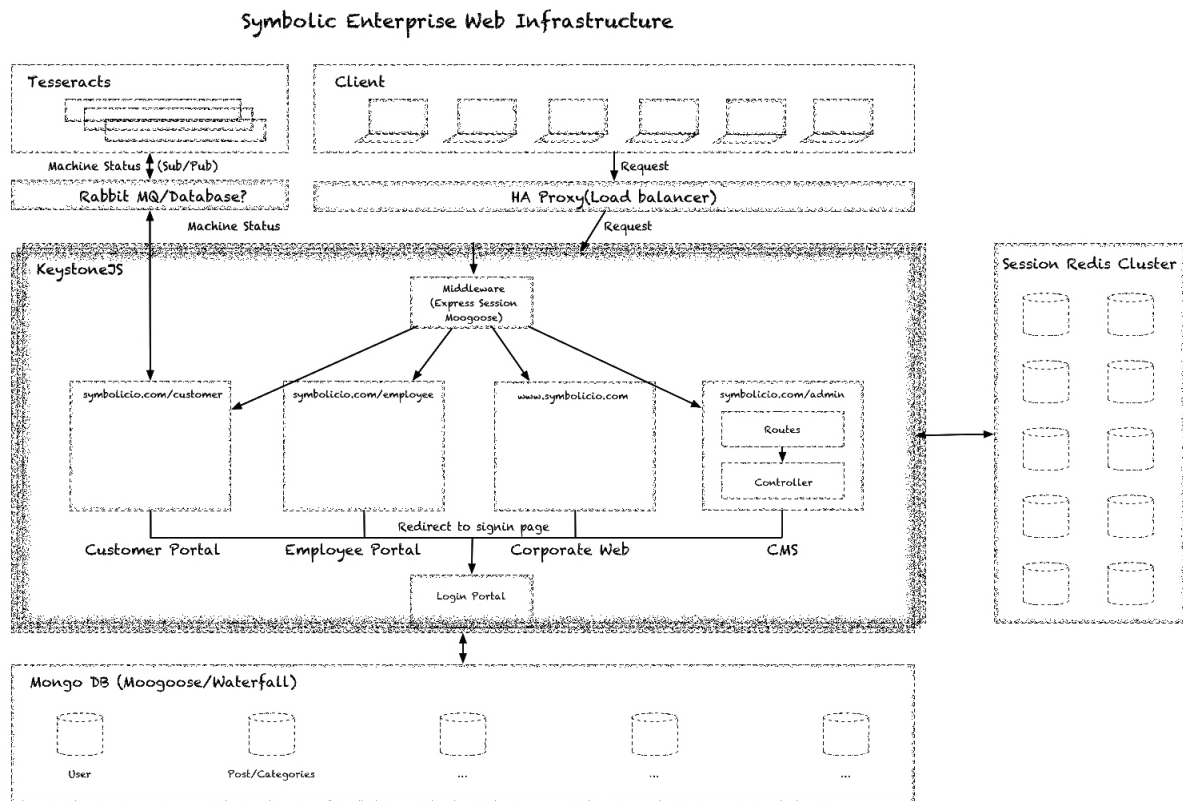 Symbolic Enterprise Web Infrastructure
Tesseracts
Client
Machine Status (Sub/Pub)
Request
Rabbit MQ/Database?
HA Proxy(Load balancer)
Machine Status
Request
KeystoneJS
Session Redis Cluster
Middleware
(Express Session
Moogoose)
symbolicio.com/customer
symbolicio.com/employee
www.symbolicio.com
symbolicio.com/admin
Routes
Controller
Redirect to signin page
Customer Portal
Employee Portal
Corporate Web
CMS
Login Portal
Mongo DB (Moogoose/Waterfall)
User
Post/Categories
...
...
...